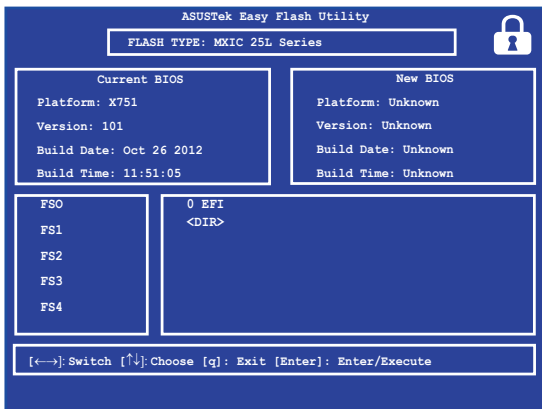 ASUSTek Easy Flash Utility
FLASH TYPE: MXIC 25L Series
Current BIOS
Platform: X751
Version: 101
Build Date: Oct 26 2012
Build Time: 11:51:05
New BIOS
Platform: Unknown
Version: Unknown
Build Date: Unknown
Build Time: Unknown
FSO
FS1
FS2
FS3
FS4
0 EFI
<DIR>
[←→]: Switch [↑↓]: Choose [q]: Exit [Enter]: Enter/Execute